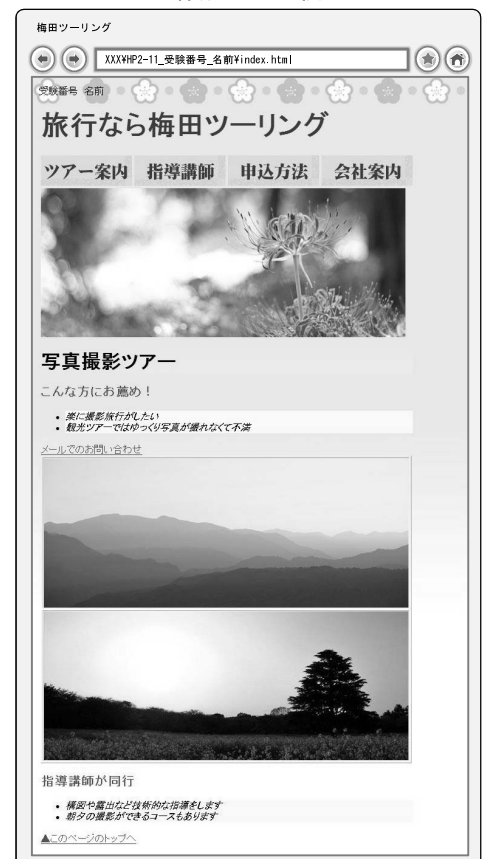 梅田ツーリング
XXX¥HP2-11_受験番号_名前¥index.html
受験番号 名前
旅行なら梅田ツーリング
ツアー案内 指導講師 申込方法 会社案内
写真撮影ツアー
こんな方にお薦め！
• 楽に撮影旅行がしたい
• 観光ツアーではゆっくり写真が撮れなくて不満
メールでのお問い合わせ
指導講師が同行
• 構図や露出など技術的な指導をします
• 朝夕の撮影ができるコースもあります
▲このページのトップへ